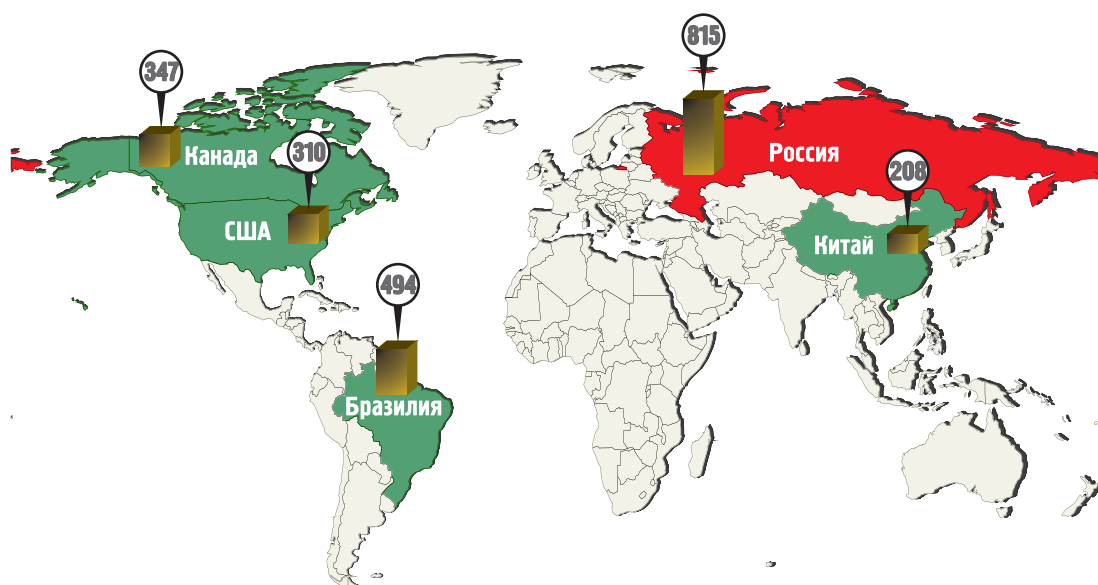 815
347
Канада
310
Россия
208
США
Китай
494
Бразилия